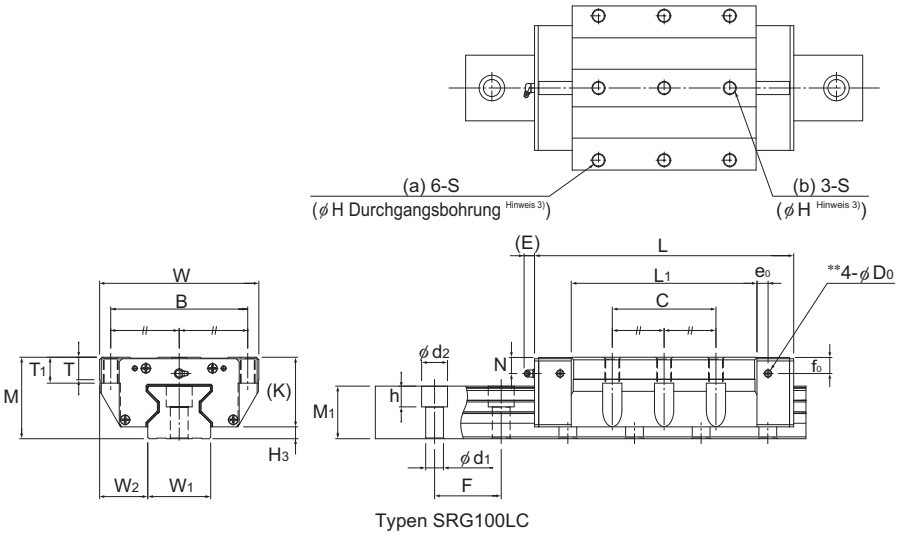 (a) 6-S
(φH Durchgangsbohrung Hinweis 3))
(b) 3-S
(φH Hinweis 3))
(E)
L
L1
e0
**4-φD0
C
W
B
T1
T
M
(K)
H3
W2
W1
φd2
h
M1
N
f0
φd1
F
Typen SRG100LC